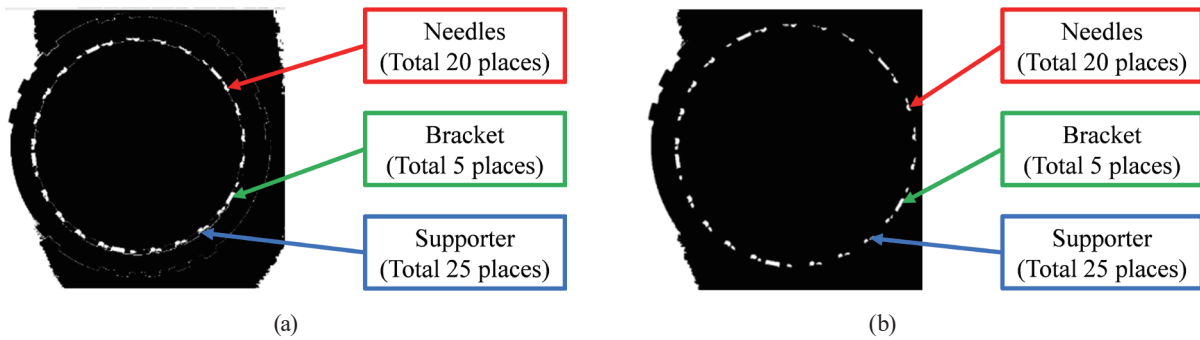 Needles
(Total 20 places)
Bracket
(Total 5 places)
Supporter
(Total 25 places)
(a)
Needles
(Total 20 places)
Bracket
(Total 5 places)
Supporter
(Total 25 places)
(b)